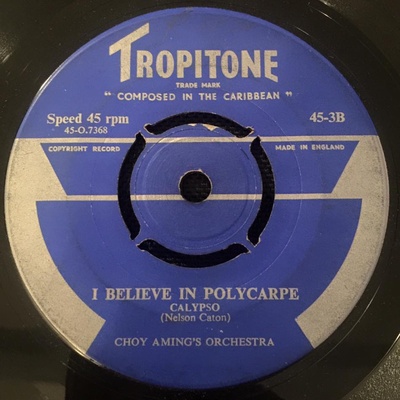 TROPITONE
TRADE MARK
"COMPOSED IN THE CARIBBEAN"
Speed 45 rpm
45-O.7368
45-3B
COPYRIGHT RECORD
MADE IN ENGLAND
I BELIEVE IN POLYCARPE
CALYPSO
(Nelson Caton)
CHOY AMING'S ORCHESTRA